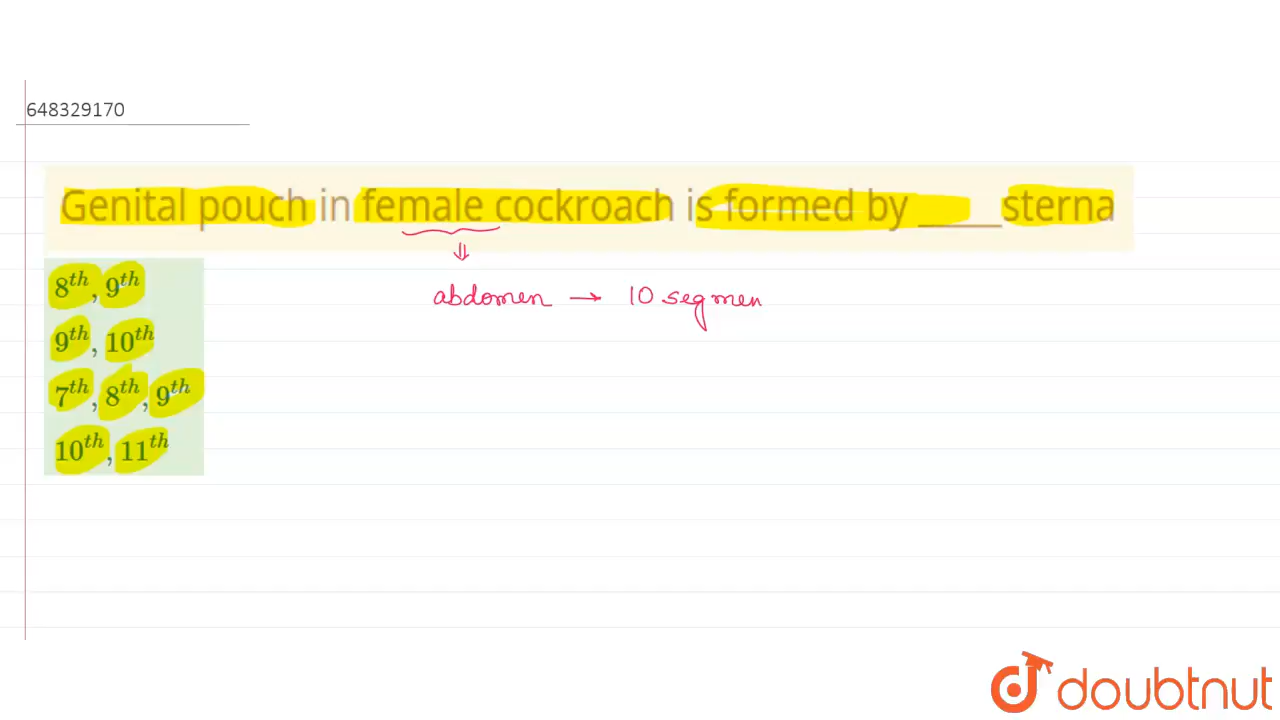 648329170
Genital pouch in female cockroach is formed by _____ sterna
8th, 9th
9th, 10th
7th, 8th, 9th
10th, 11th
⇓
abdomen → 10 segmen
doubtnut